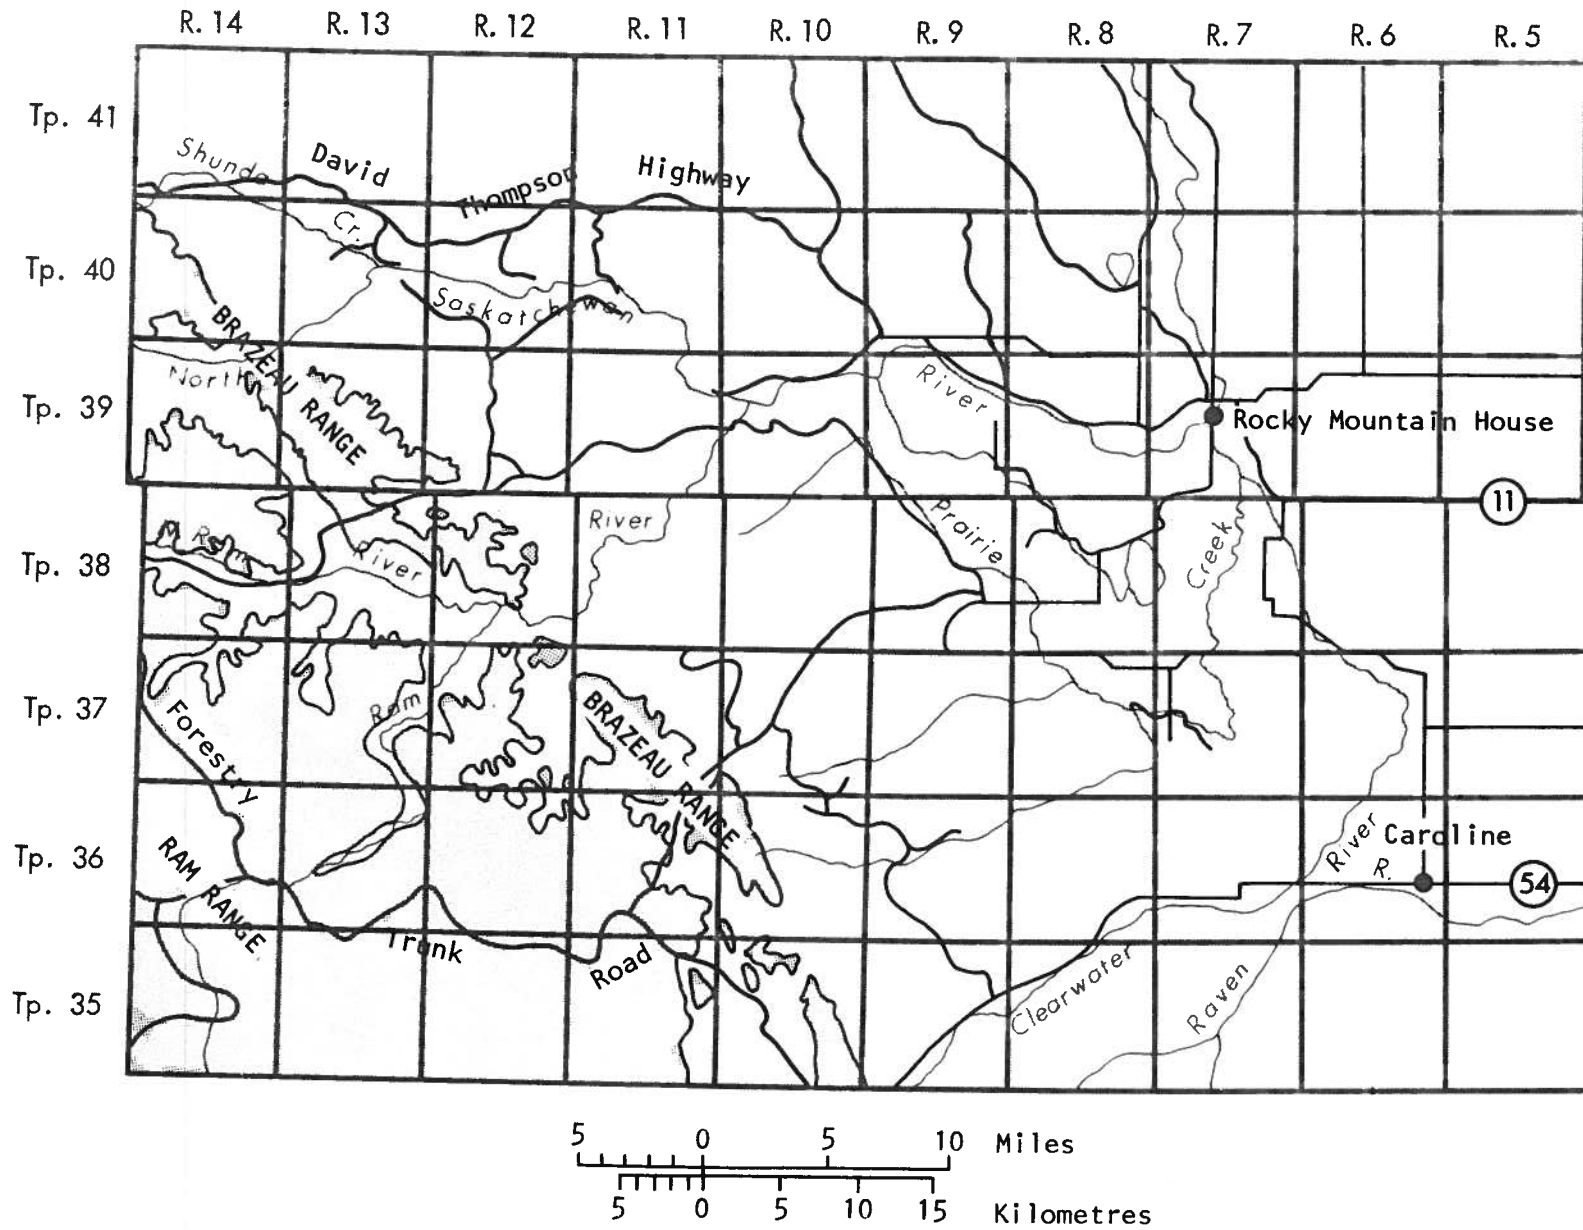 R. 14 R. 13 R. 12 R. 11 R. 10 R. 9 R. 8 R. 7 R. 6 R. 5
Tp. 41
Shunda
David
Thompson
Highway
Cr.
Tp. 40
Saskatchewan
BRAZEAU RANGE
North
River
Tp. 39
Rocky Mountain House
11
River
Prairie
Ram
River
Creek
Tp. 38
Tp. 37
Forestry
Ram
BRAZEAU RANGE
River
Caroline
Tp. 36
RAM RANGE
R.
54
Trunk
Road
Clearwater
Raven
Tp. 35
5 0 5 10 Miles
5 0 5 10 15 Kilometres